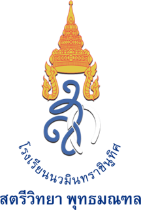 โรงเรียนนวมินทราชินูทิศ
สตรีวิทยา พุทธมณฑล